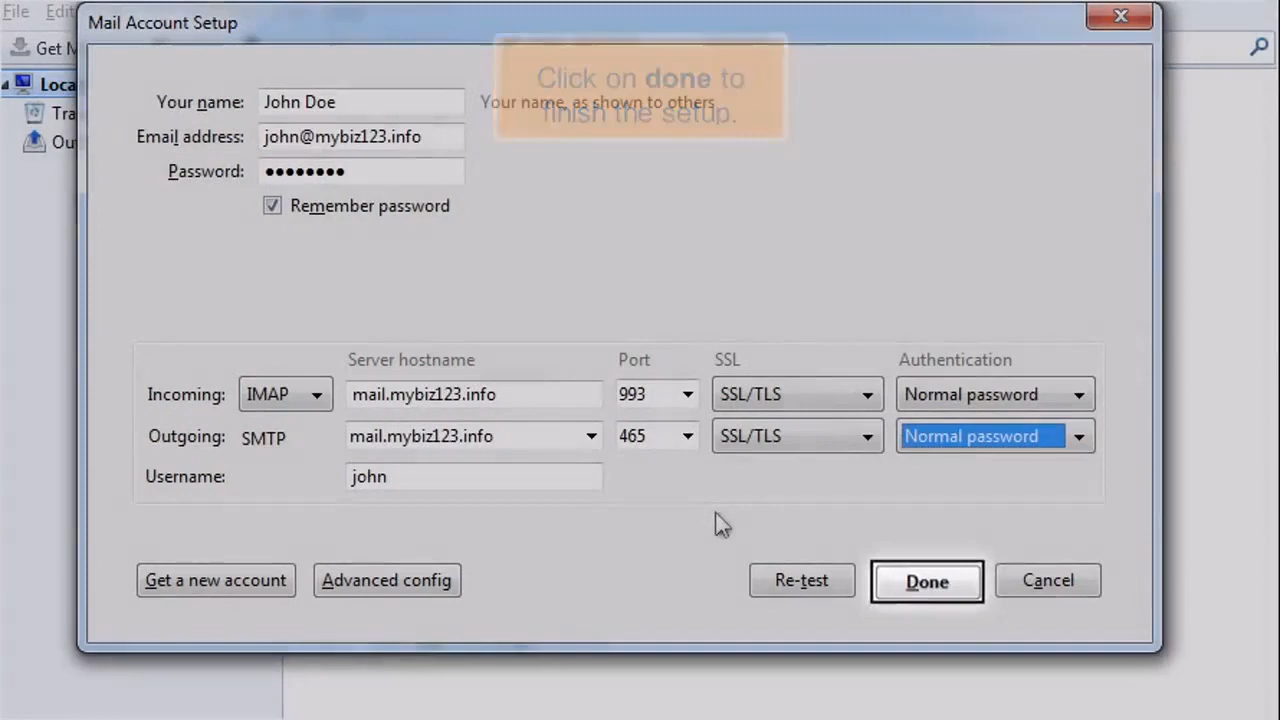 File Edi
Mail Account Setup
Get M
Loca
Tra
Ou
Click on done to
finish the setup.
Your name: John Doe Your name, as shown to others
Email address: john@mybiz123.info
Password: ●●●●●●●●
Remember password
Server hostname Port SSL Authentication
Incoming: IMAP mail.mybiz123.info 993 SSL/TLS Normal password
Outgoing: SMTP mail.mybiz123.info 465 SSL/TLS Normal password
Username: john
Get a new account Advanced config Re-test Done Cancel